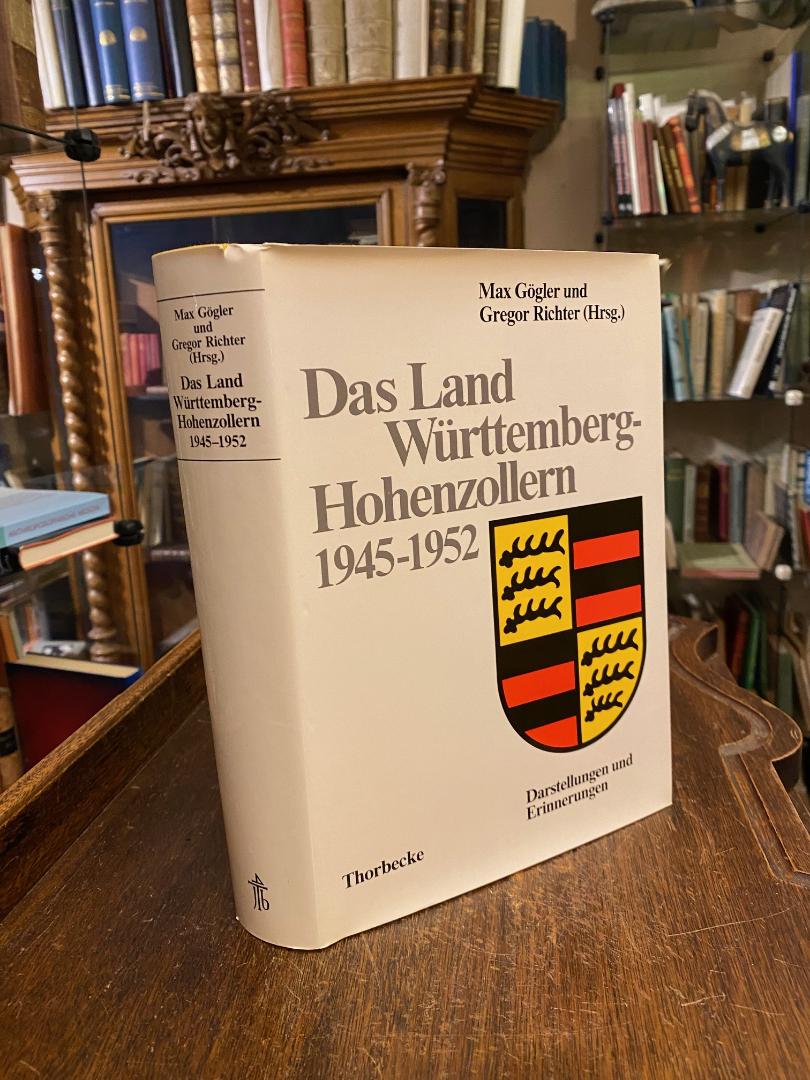 Max Gögler
und
Gregor Richter
(Hrsg.)
Das Land
Württemberg-
Hohenzollern
1945–1952
Max Gögler und
Gregor Richter (Hrsg.)
Das Land
Württemberg-
Hohenzollern
1945-1952
Darstellungen und
Erinnerungen
Thorbecke